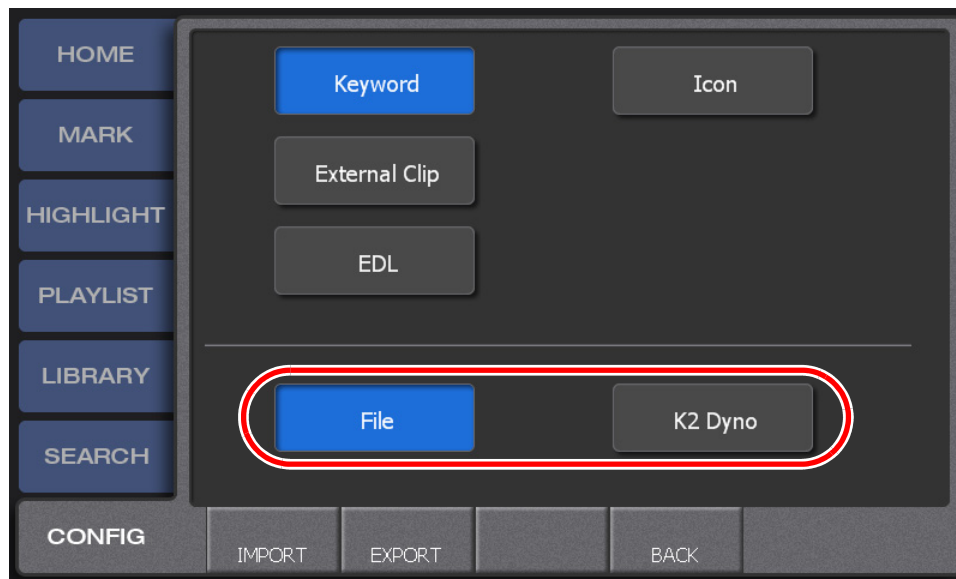 HOME
MARK
HIGHLIGHT
PLAYLIST
LIBRARY
SEARCH
CONFIG
Keyword
Icon
External Clip
EDL
File
K2 Dyno
IMPORT
EXPORT
BACK